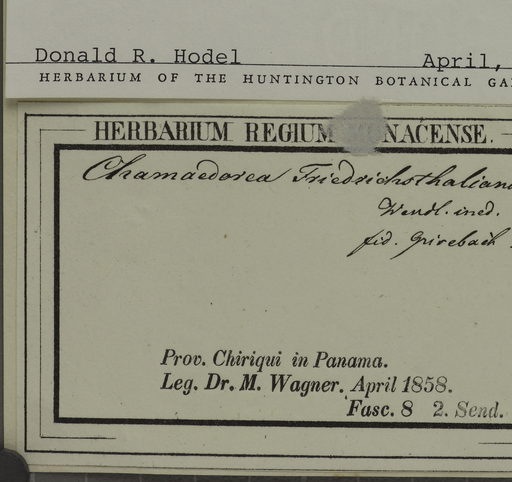 Donald R. Hodel April,
HERBARIUM OF THE HUNTINGTON BOTANICAL GA
HERBARIUM REGIUM MONACENSE.
Chamaedorea Friedrichsthaliana
Wendl. ined.
fid. Grisebach
Prov. Chiriqui in Panama.
Leg. Dr. M. Wagner. April 1858.
Fasc. 8 2. Send.